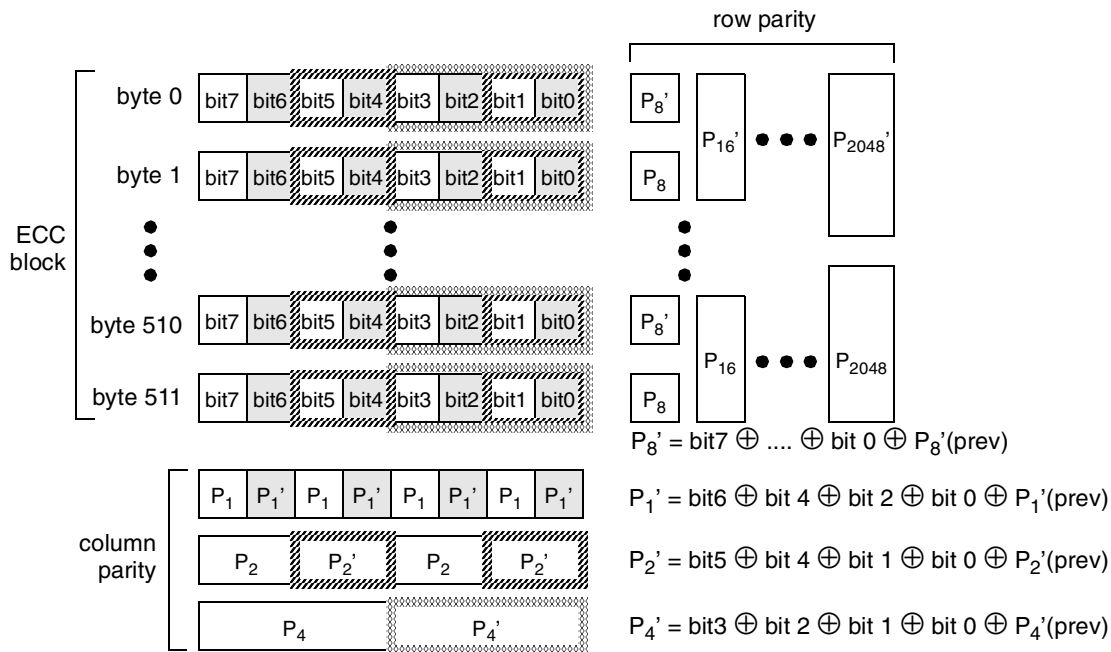 row parity
byte 0 bit7 bit6 bit5 bit4 bit3 bit2 bit1 bit0 P8' P16' P2048'
byte 1 bit7 bit6 bit5 bit4 bit3 bit2 bit1 bit0 P8
ECC
block
byte 510 bit7 bit6 bit5 bit4 bit3 bit2 bit1 bit0 P8' P16 P2048
byte 511 bit7 bit6 bit5 bit4 bit3 bit2 bit1 bit0 P8
P8' = bit7 ⊕ .... ⊕ bit 0 ⊕ P8'(prev)
column
parity
P1 P1' P1 P1' P1 P1' P1 P1'
P1' = bit6 ⊕ bit 4 ⊕ bit 2 ⊕ bit 0 ⊕ P1'(prev)
P2 P2' P2 P2'
P2' = bit5 ⊕ bit 4 ⊕ bit 1 ⊕ bit 0 ⊕ P2'(prev)
P4 P4'
P4' = bit3 ⊕ bit 2 ⊕ bit 1 ⊕ bit 0 ⊕ P4'(prev)